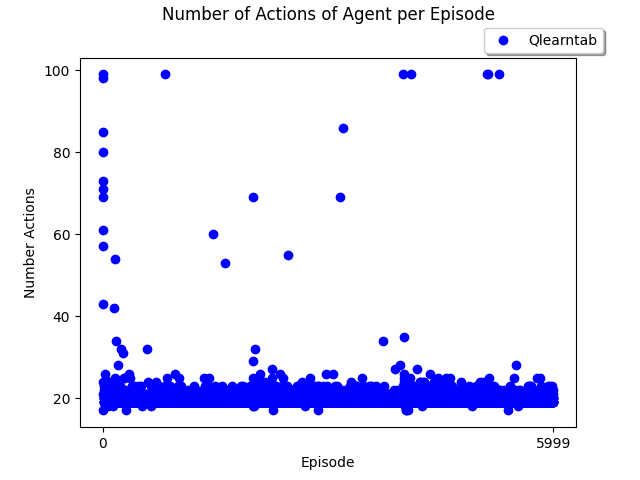 Number of Actions of Agent per Episode
Qlearntab
100
80
60
40
20
Number Actions
0
5999
Episode